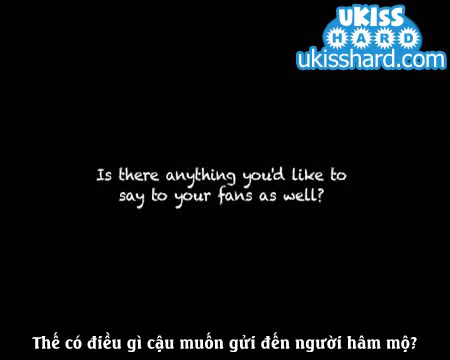 UKISS
HARD
ukisshard.com
Is there anything you'd like to
say to your fans as well?
Thế có điều gì cậu muốn gửi đến người hâm mộ?